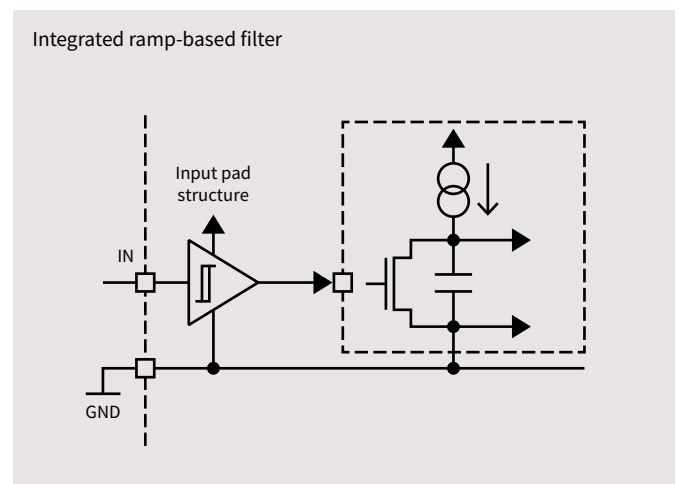 Integrated ramp-based filter
Input pad
structure
IN
GND